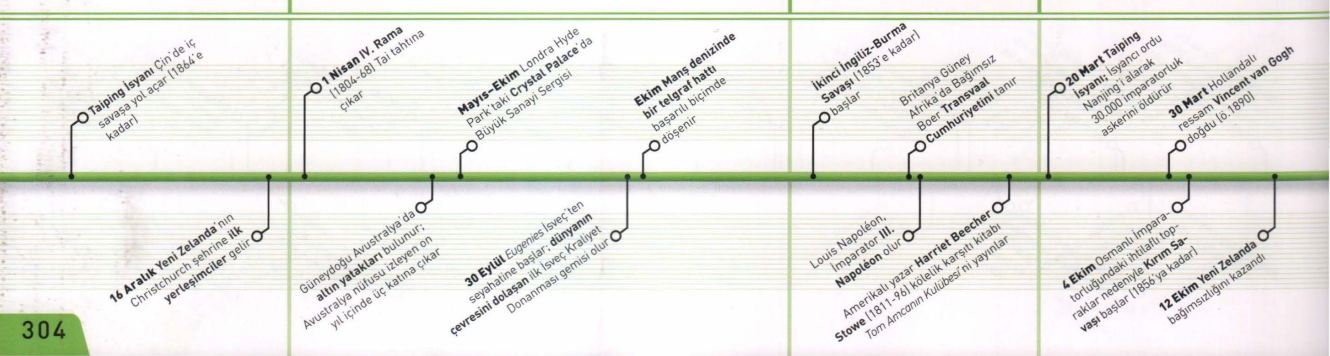 Taiping İsyanı Çin'de iç
savaşa yol açar (1864'e
kadar)
16 Aralık Yeni Zelanda'nın
Christchurch şehrine ilk
yerleşimciler gelir
1 Nisan IV. Rama
(1804-68) Tai tahtına
çıkar
Güneydoğu Avustralya'da
altın yatakları bulunur;
Avustralya nüfusu izleyen on
yıl içinde üç katına çıkar
Mayıs–Ekim Londra Hyde
Park'taki Crystal Palace'da
Büyük Sanayi Sergisi
30 Eylül Eugenies İsveç'ten
seyahatine başlar; dünyanın
çevresini dolaşan ilk İsveç Kraliyet
Donanması gemisi olur
Ekim Manş denizinde
bir telgraf hattı
başarılı biçimde
döşenir
İkinci İngiliz-Burma
Savaşı (1853'e kadar)
başlar
Britanya Güney
Afrika'da Bağımsız
Boer Transvaal
Cumhuriyetini tanır
Louis Napoléon,
İmparator III.
Napoléon olur
Amerikalı yazar Harriet Beecher
Stowe (1811-96) kölelik karşıtı kitabı
Tom Amcanın Kulübesi'ni yayınlar
20 Mart Taiping
İsyanı; İsyancı ordu
Nanjing'i alarak
30.000 imparatorluk
askerini öldürür
30 Mart Hollandalı
ressam Vincent van Gogh
doğdu (ö.1890)
4 Ekim Osmanlı İmpara-
torluğundaki ihtilaflı top-
raklar nedeniyle Kırım Sa-
vaşı başlar (1856'ya kadar)
12 Ekim Yeni Zelanda
bağımsızlığını kazandı
304